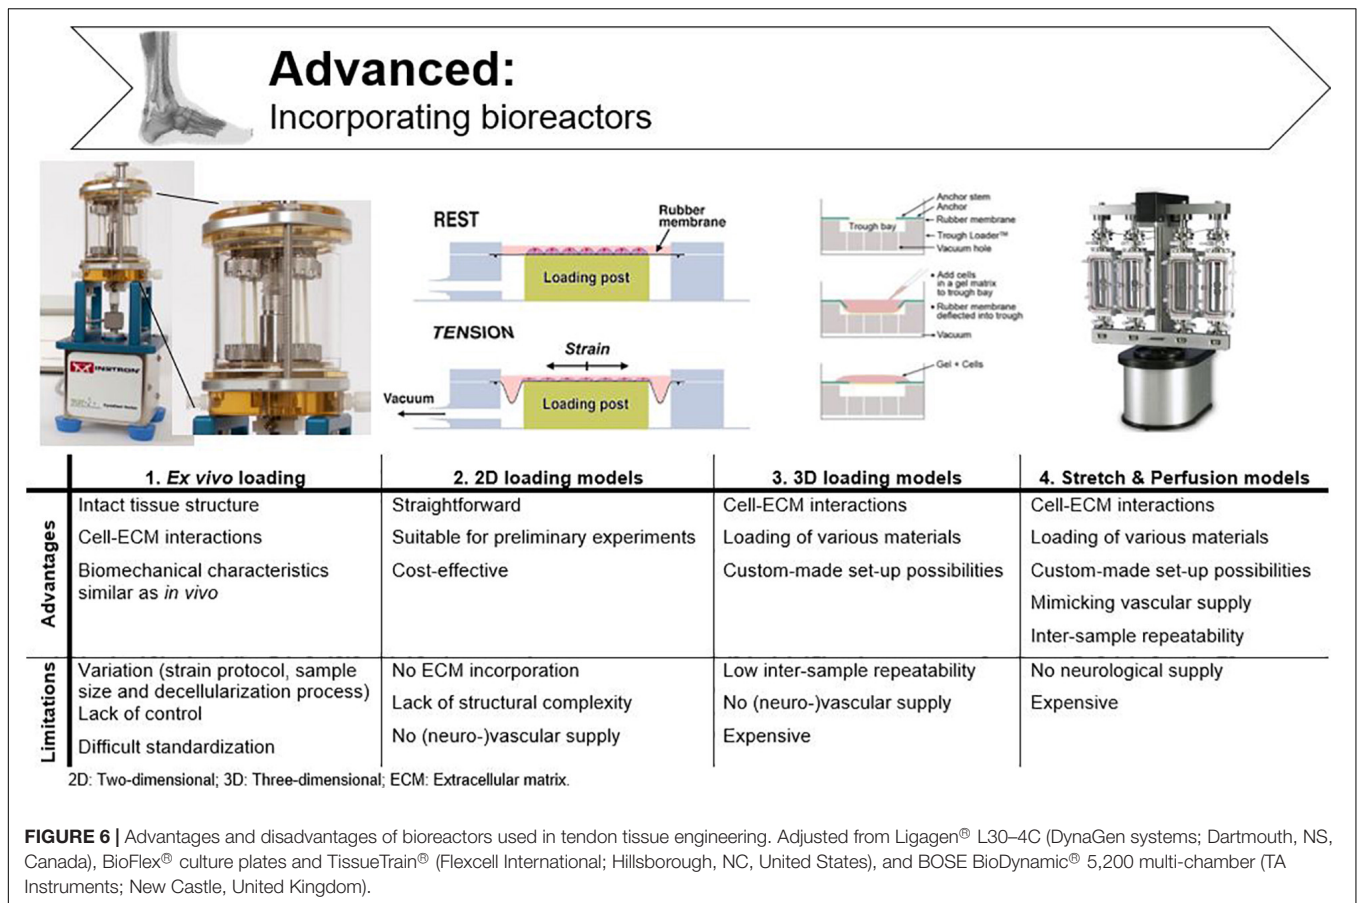 Advanced:
Incorporating bioreactors
INSTRON
REST
Rubber
membrane
Loading post
TENSION
Strain
Vacuum
Loading post
Anchor stem
Anchor
Rubber membrane
Trough bay
Trough Loader™
Vacuum hole
• Add cells
in a gel matrix
to trough bay
• Rubber membrane
deflected into trough
Vacuum
Gel + Cells
1. Ex vivo loading
2. 2D loading models
3. 3D loading models
4. Stretch & Perfusion models
Advantages
Intact tissue structure
Cell-ECM interactions
Biomechanical characteristics
similar as in vivo
Straightforward
Suitable for preliminary experiments
Cost-effective
Cell-ECM interactions
Loading of various materials
Custom-made set-up possibilities
Cell-ECM interactions
Loading of various materials
Custom-made set-up possibilities
Mimicking vascular supply
Inter-sample repeatability
Limitations
Variation (strain protocol, sample
size and decellularization process)
Lack of control
Difficult standardization
No ECM incorporation
Lack of structural complexity
No (neuro-)vascular supply
Low inter-sample repeatability
No (neuro-)vascular supply
Expensive
No neurological supply
Expensive
2D: Two-dimensional; 3D: Three-dimensional; ECM: Extracellular matrix.
FIGURE 6 | Advantages and disadvantages of bioreactors used in tendon tissue engineering. Adjusted from Ligagen® L30–4C (DynaGen systems; Dartmouth, NS,
Canada), BioFlex® culture plates and TissueTrain® (Flexcell International; Hillsborough, NC, United States), and BOSE BioDynamic® 5,200 multi-chamber (TA
Instruments; New Castle, United Kingdom).